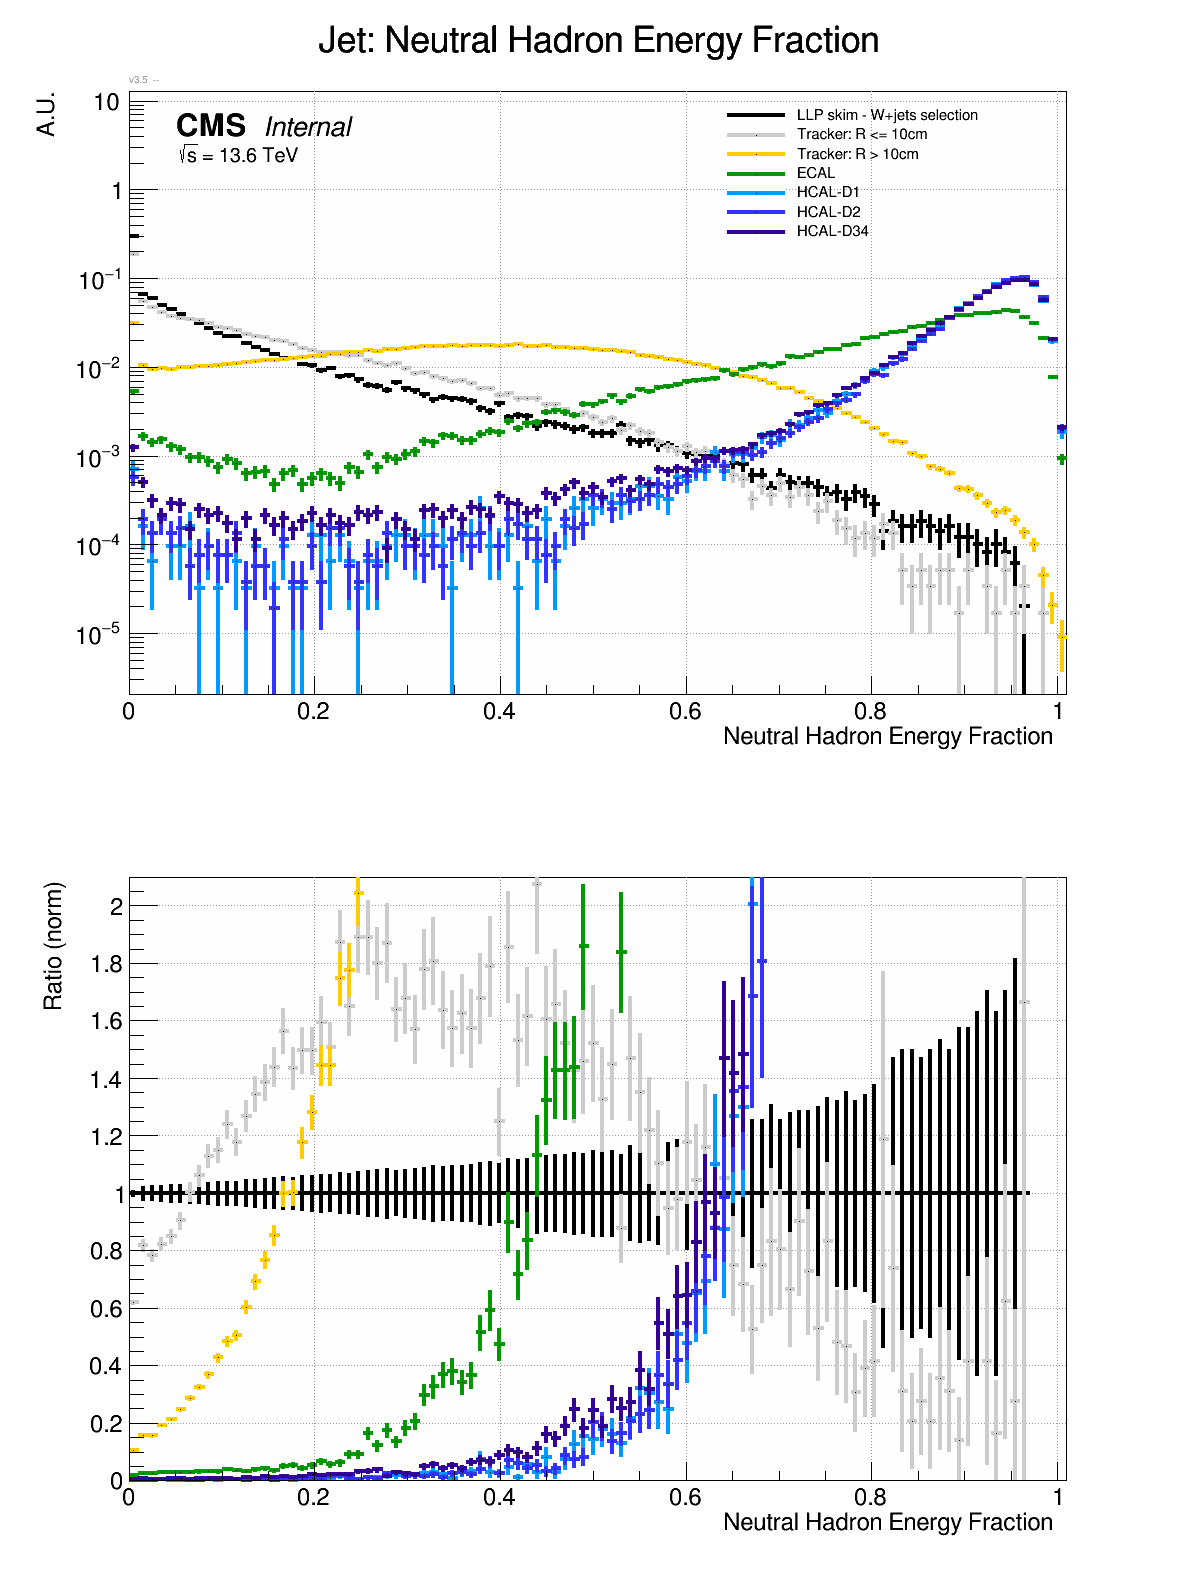 Jet: Neutral Hadron Energy Fraction
v3.5 --
A.U.
CMS Internal
√s = 13.6 TeV
LLP skim - W+jets selection
Tracker: R <= 10cm
Tracker: R > 10cm
ECAL
HCAL-D1
HCAL-D2
HCAL-D34
10
1
10⁻¹
10⁻²
10⁻³
10⁻⁴
10⁻⁵
0 0.2 0.4 0.6 0.8 1
Neutral Hadron Energy Fraction
Ratio (norm)
2
1.8
1.6
1.4
1.2
1
0.8
0.6
0.4
0.2
0
0 0.2 0.4 0.6 0.8 1
Neutral Hadron Energy Fraction